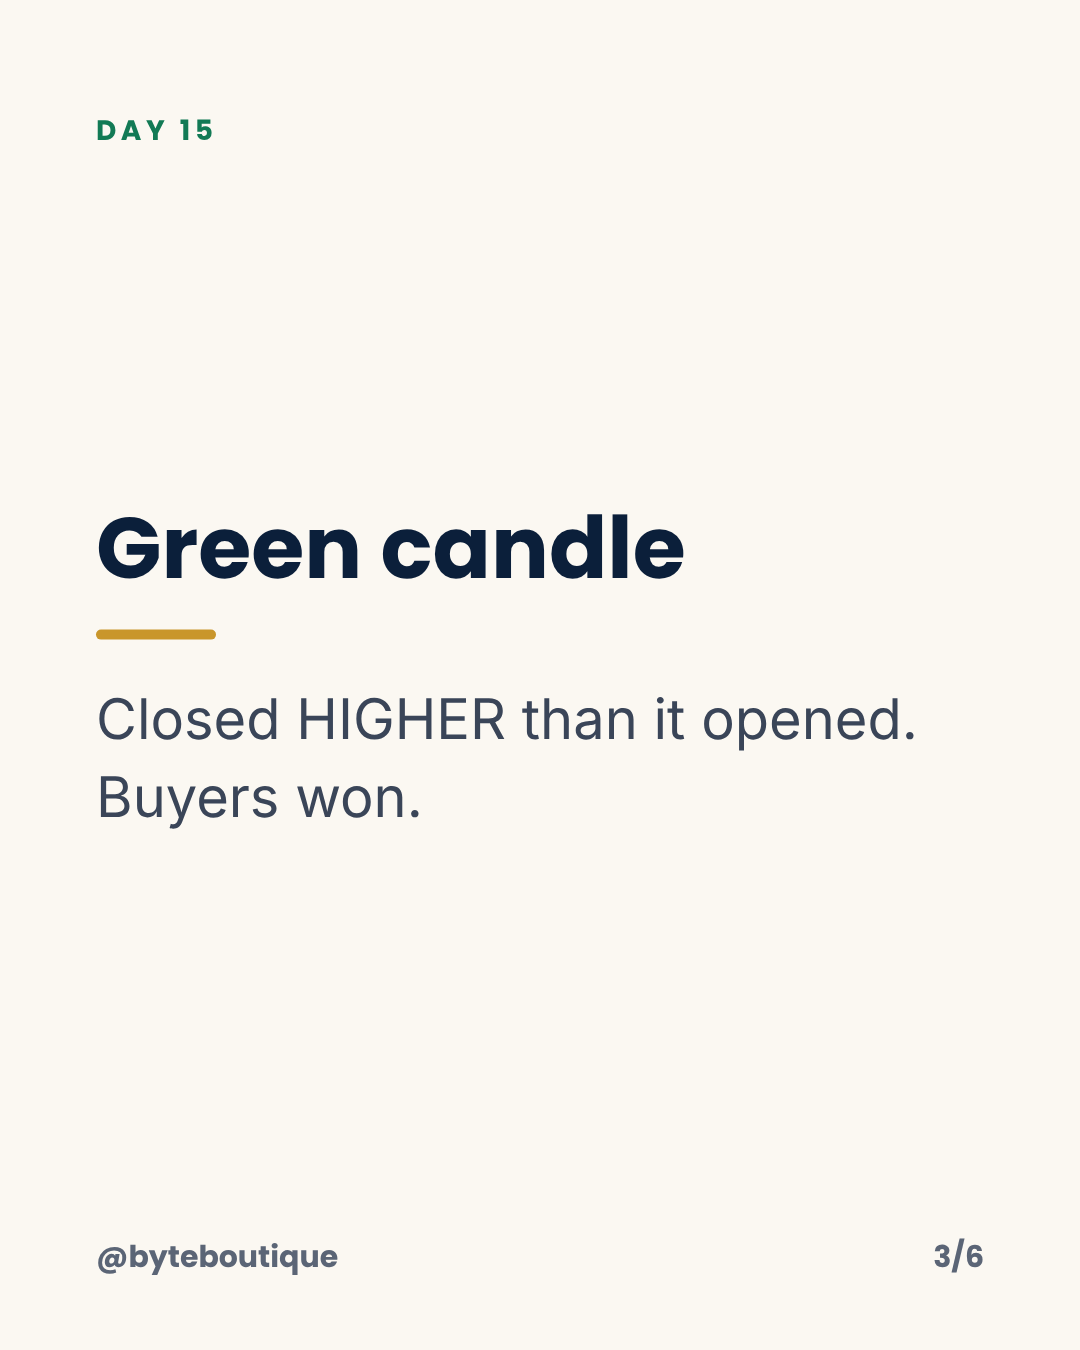 DAY 15
Green candle
Closed HIGHER than it opened.
Buyers won.
@byteboutique
3/6